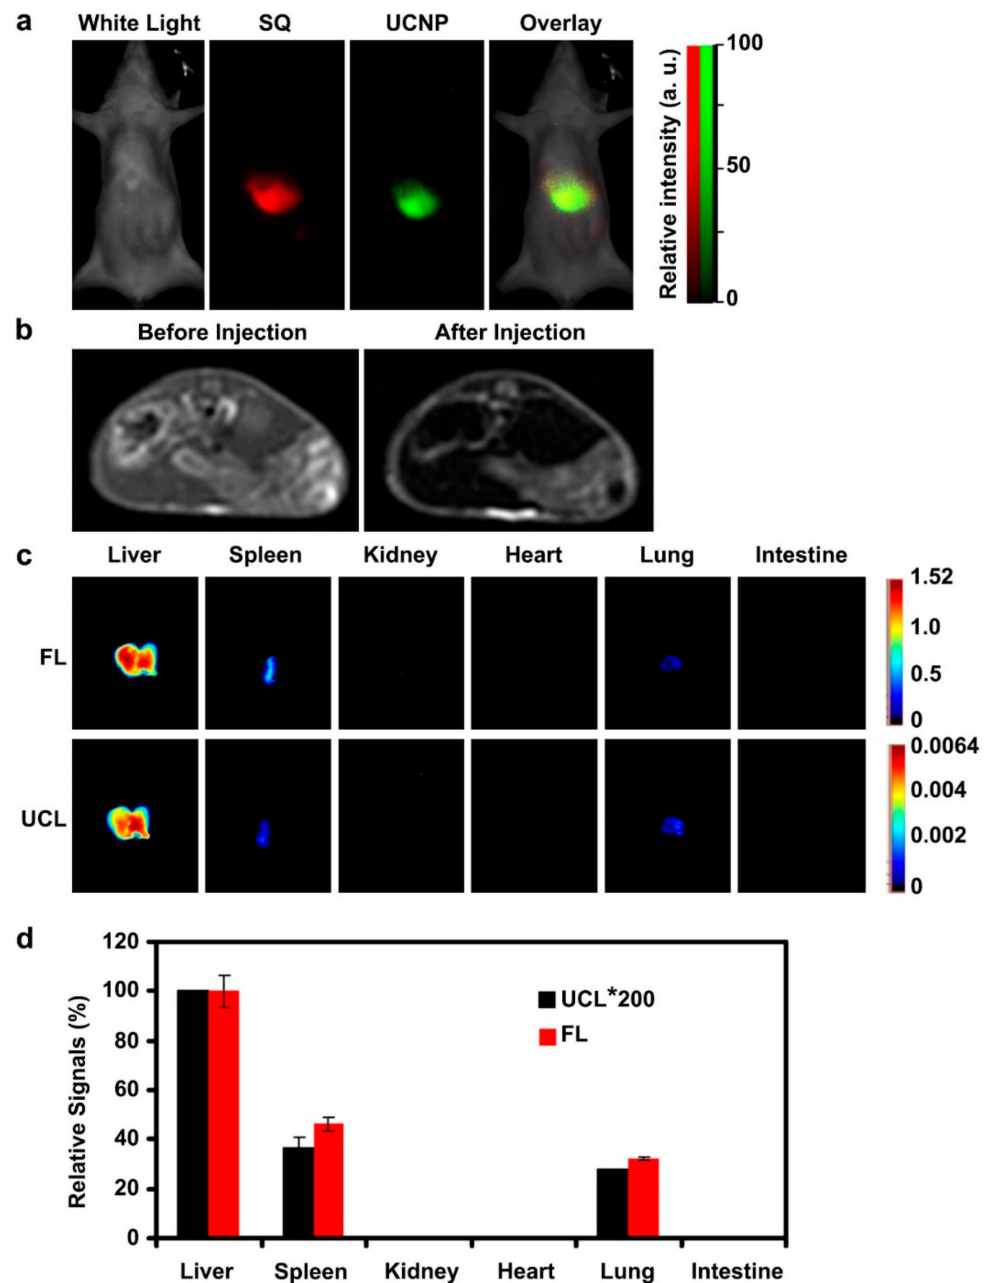 a
White Light SQ UCNP Overlay
Relative intensity (a. u.)
100
50
0
b
Before Injection After Injection
c
Liver Spleen Kidney Heart Lung Intestine
FL
1.52
1.0
0.5
0
UCL
0.0064
0.004
0.002
0
d
Relative Signals (%)
120
100
80
60
40
20
0
UCL*200
FL
Liver Spleen Kidney Heart Lung Intestine